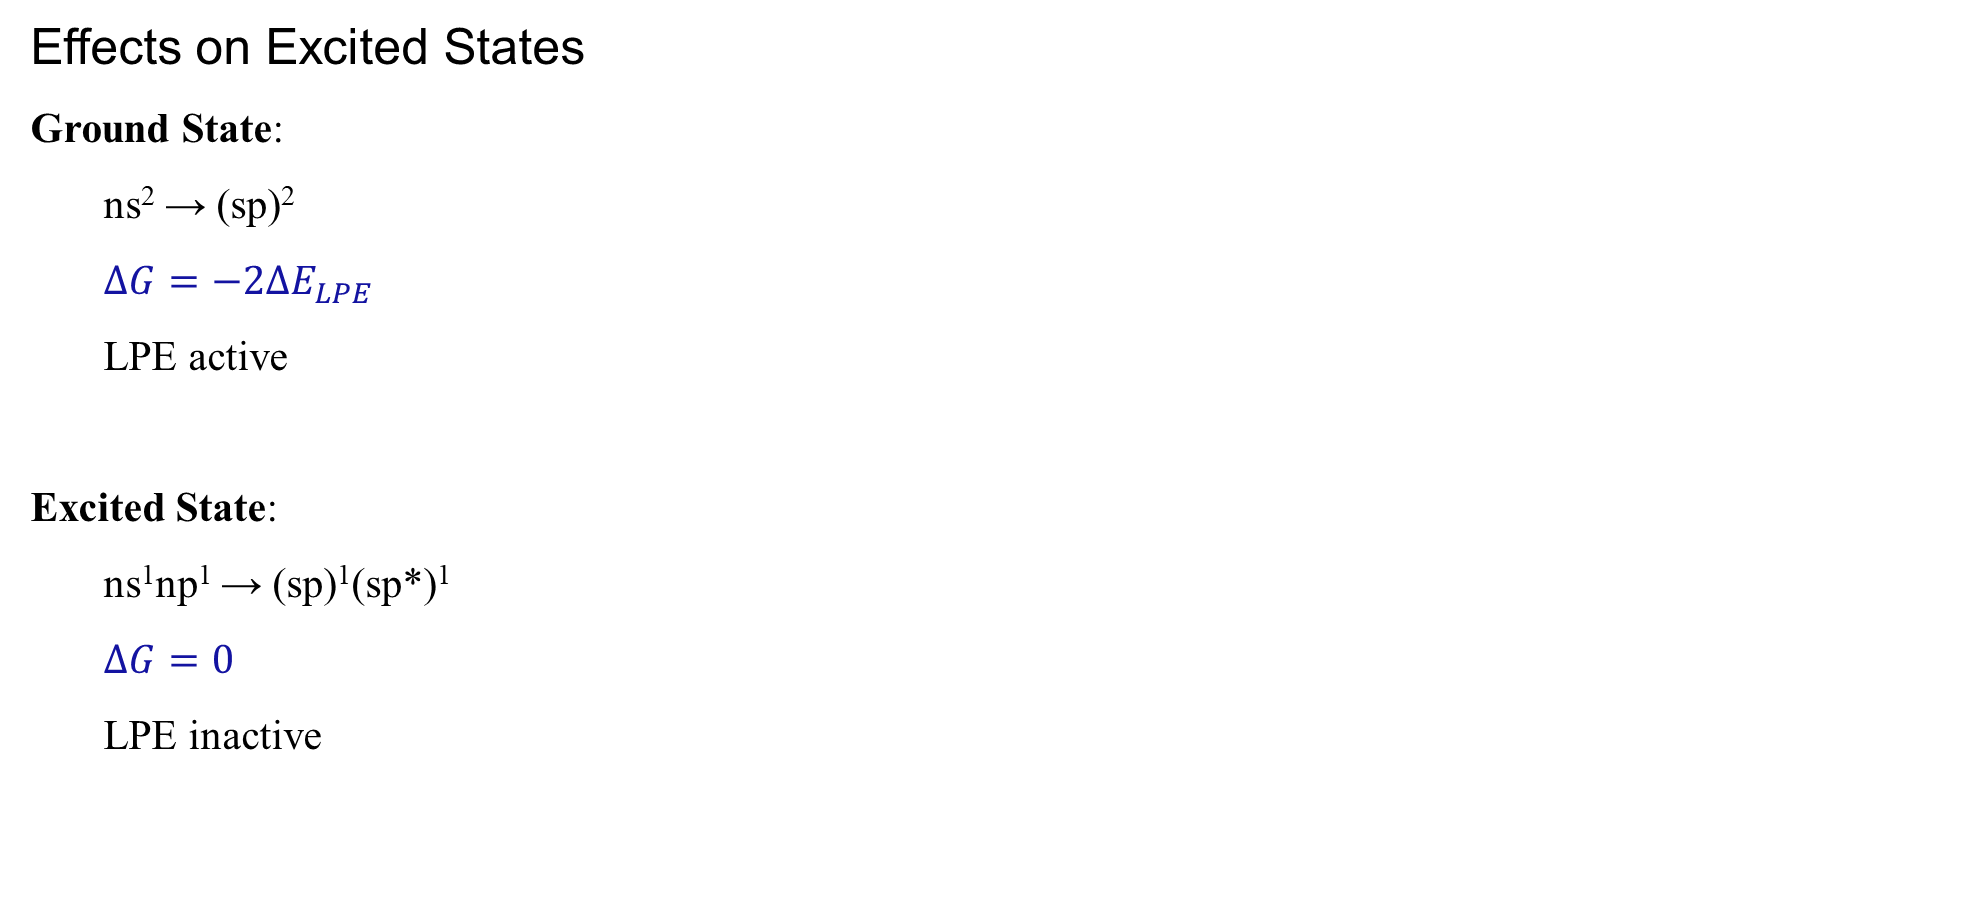 Effects on Excited States
Ground State:
ns² → (sp)²
ΔG = −2ΔE_LPE
LPE active
Excited State:
ns¹np¹ → (sp)¹(sp*)¹
ΔG = 0
LPE inactive